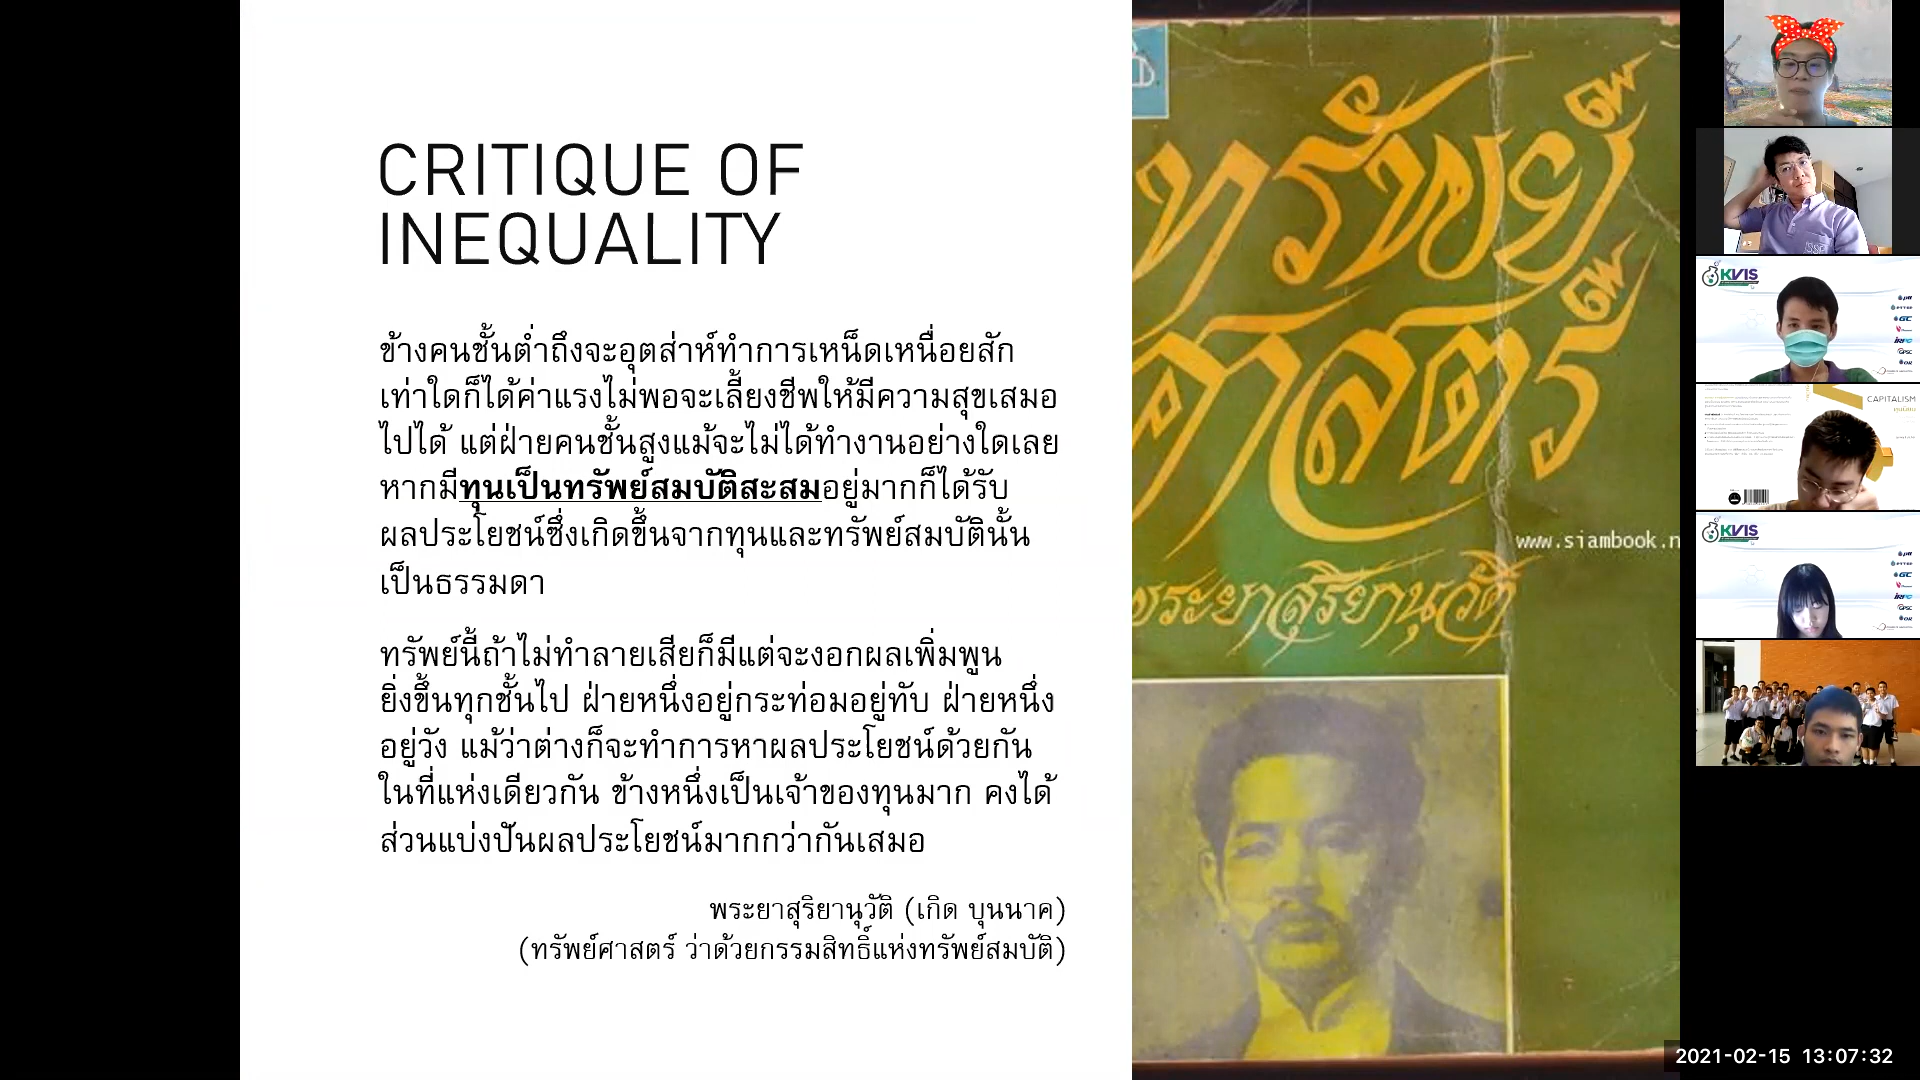 CRITIQUE OF
INEQUALITY
ข้างคนชั้นต่ำถึงจะอุตส่าห์ทำการเหน็ดเหนื่อยสัก
เท่าใดก็ได้ค่าแรงไม่พอจะเลี้ยงชีพให้มีความสุขเสมอ
ไปได้ แต่ฝ่ายคนชั้นสูงแม้จะไม่ได้ทำงานอย่างใดเลย
หากมีทุนเป็นทรัพย์สมบัติสะสมอยู่มากก็ได้รับ
ผลประโยชน์ซึ่งเกิดขึ้นจากทุนและทรัพย์สมบัตินั้น
เป็นธรรมดา
ทรัพย์นี้ถ้าไม่ทำลายเสียก็มีแต่จะงอกผลเพิ่มพูน
ยิ่งขึ้นทุกชั้นไป ฝ่ายหนึ่งอยู่กระท่อมอยู่ทับ ฝ่ายหนึ่ง
อยู่วัง แม้ว่าต่างก็จะทำการหาผลประโยชน์ด้วยกัน
ในที่แห่งเดียวกัน ข้างหนึ่งเป็นเจ้าของทุนมาก คงได้
ส่วนแบ่งปันผลประโยชน์มากกว่ากันเสมอ
พระยาสุริยานุวัติ (เกิด บุนนาค)
(ทรัพย์ศาสตร์ ว่าด้วยกรรมสิทธิ์แห่งทรัพย์สมบัติ)
ทรัพย์
ศาสตร์
www.siambook.n
พระยาสุริยานุวัติ
KVIS
CAPITALISM
KVIS
2021-02-15 13:07:32